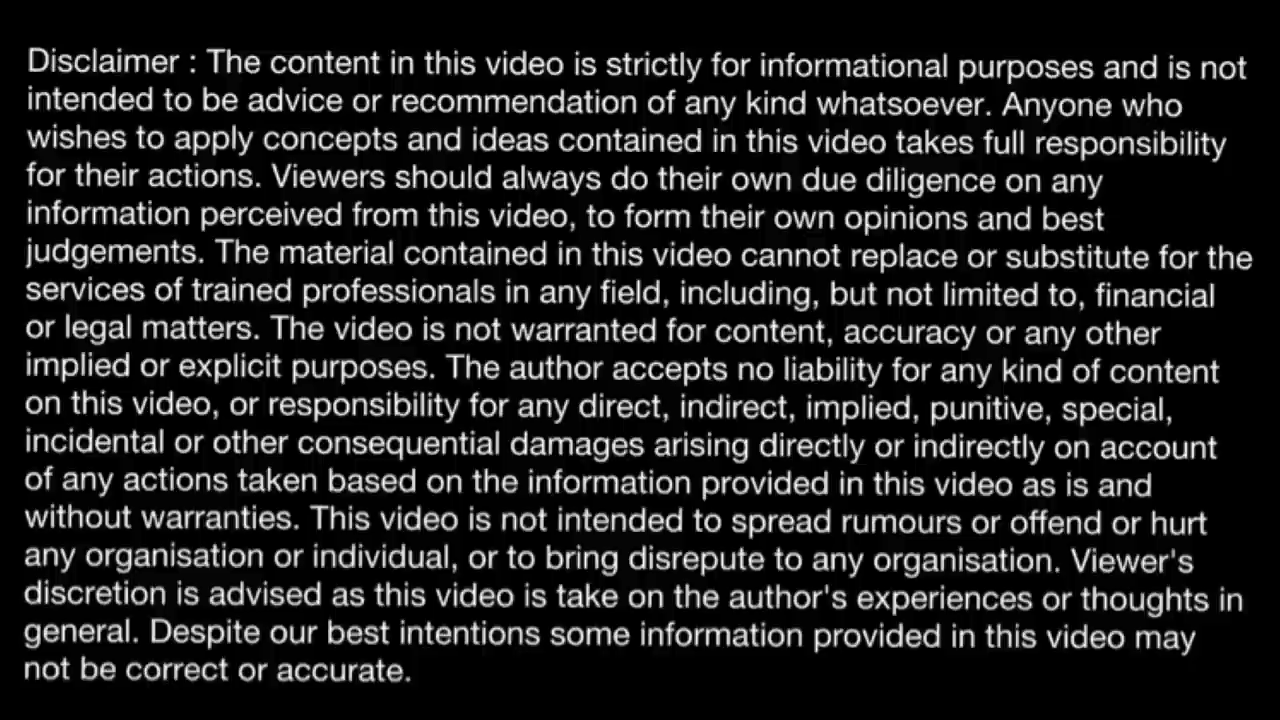 Disclaimer : The content in this video is strictly for informational purposes and is not
intended to be advice or recommendation of any kind whatsoever. Anyone who
wishes to apply concepts and ideas contained in this video takes full responsibility
for their actions. Viewers should always do their own due diligence on any
information perceived from this video, to form their own opinions and best
judgements. The material contained in this video cannot replace or substitute for the
services of trained professionals in any field, including, but not limited to, financial
or legal matters. The video is not warranted for content, accuracy or any other
implied or explicit purposes. The author accepts no liability for any kind of content
on this video, or responsibility for any direct, indirect, implied, punitive, special,
incidental or other consequential damages arising directly or indirectly on account
of any actions taken based on the information provided in this video as is and
without warranties. This video is not intended to spread rumours or offend or hurt
any organisation or individual, or to bring disrepute to any organisation. Viewer's
discretion is advised as this video is take on the author's experiences or thoughts in
general. Despite our best intentions some information provided in this video may
not be correct or accurate.